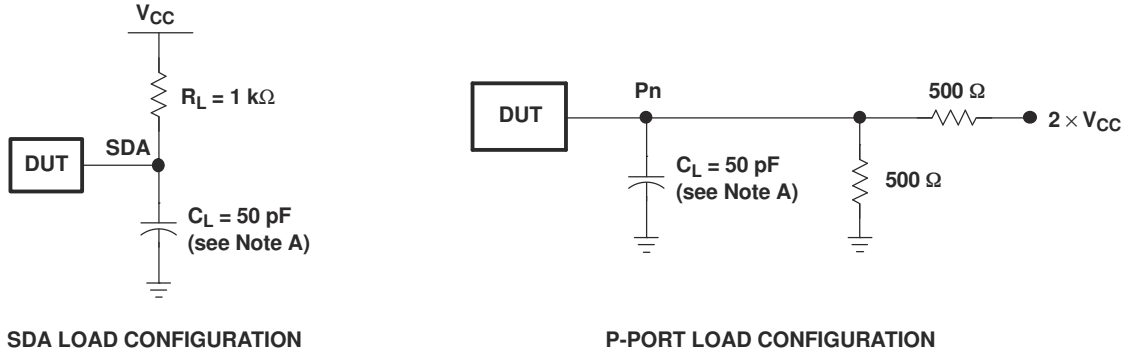 VCC
RL = 1 kΩ
DUT
SDA
CL = 50 pF
(see Note A)
SDA LOAD CONFIGURATION
DUT
Pn
500 Ω
2 × VCC
CL = 50 pF
(see Note A)
500 Ω
P-PORT LOAD CONFIGURATION